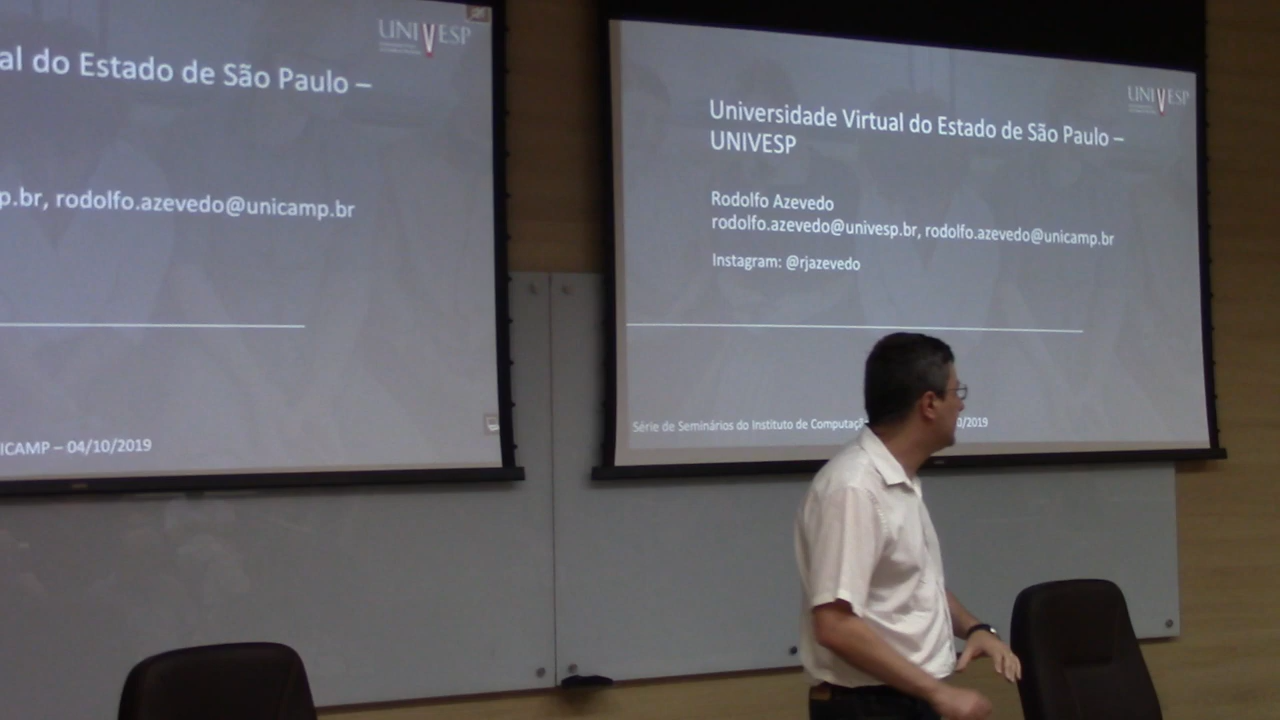 UNIVESP
al do Estado de São Paulo –
p.br, rodolfo.azevedo@unicamp.br
ICAMP – 04/10/2019
UNIVESP
Universidade Virtual do Estado de São Paulo –
UNIVESP
Rodolfo Azevedo
rodolfo.azevedo@univesp.br, rodolfo.azevedo@unicamp.br
Instagram: @rjazevedo
Série de Seminários do Instituto de Computaçã 0/2019